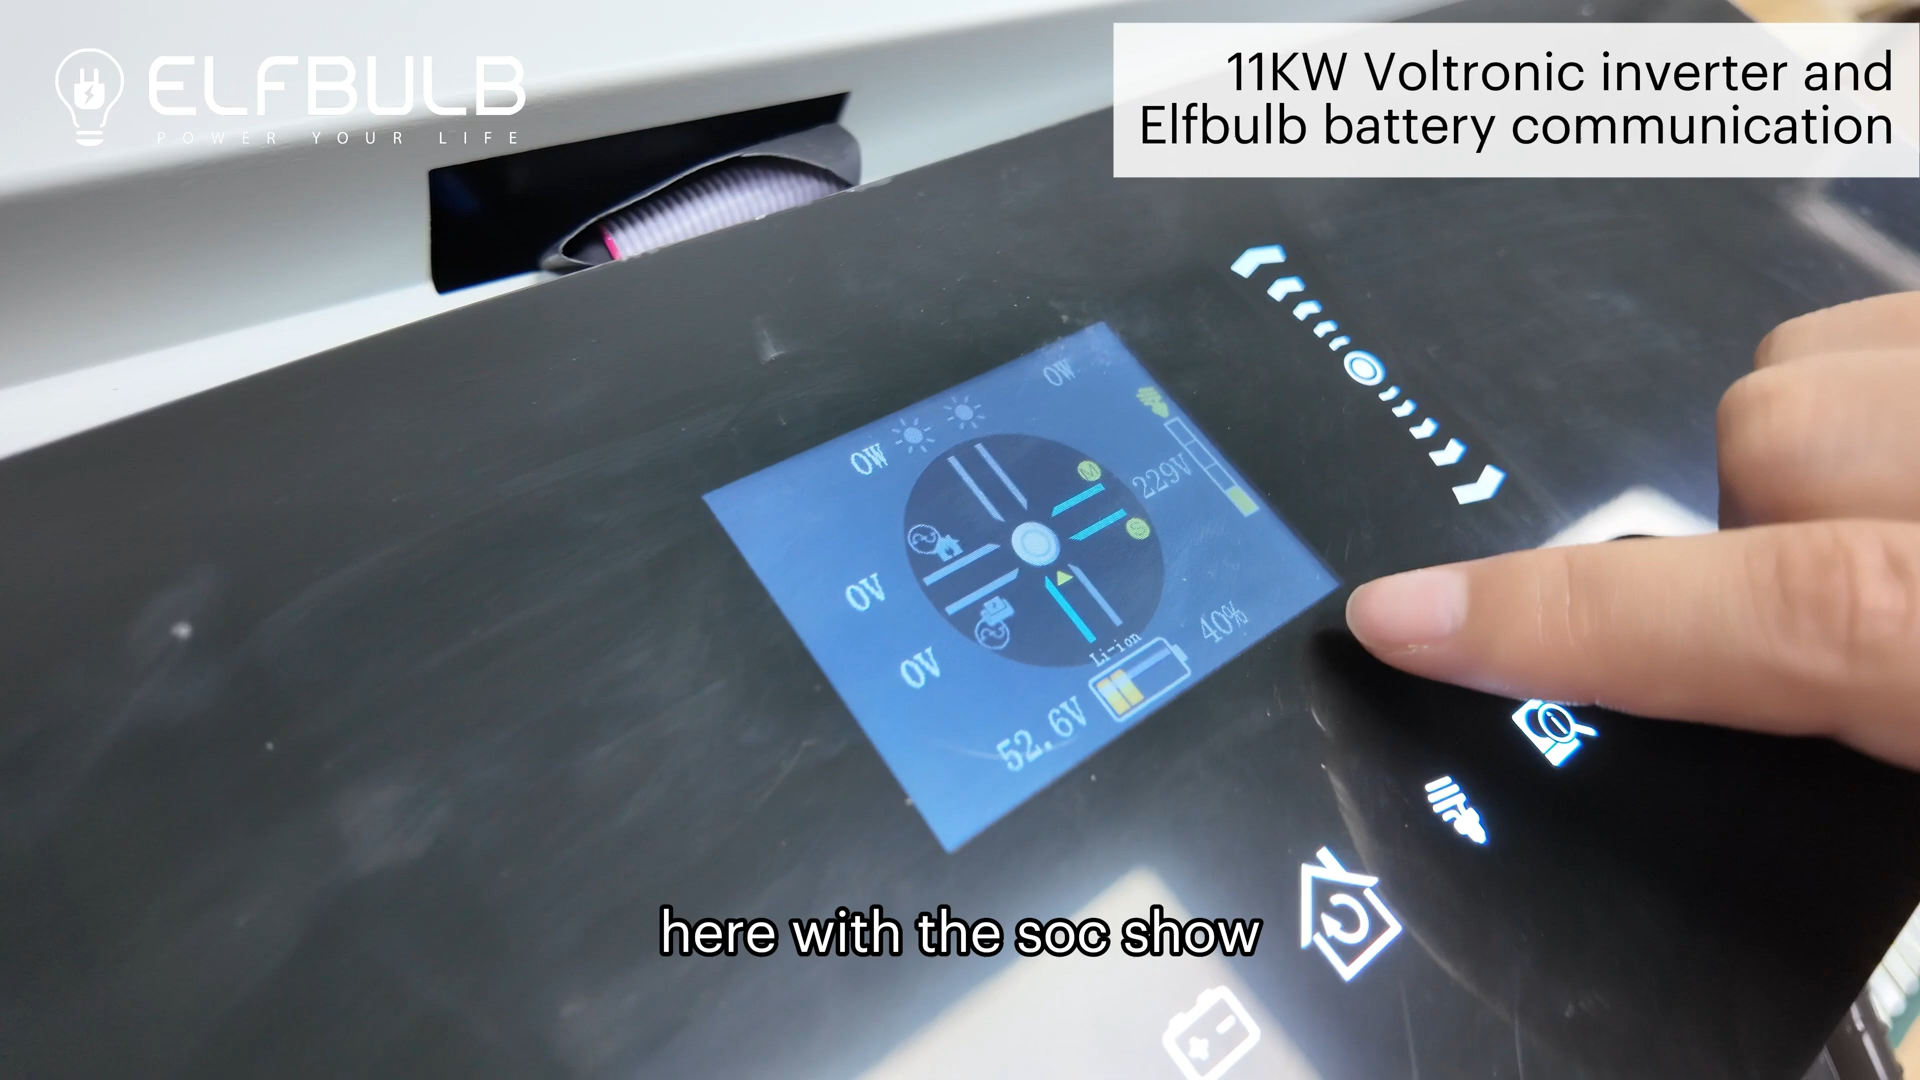 ELFBULB
POWER YOUR LIFE
11KW Voltronic inverter and
Elfbulb battery communication
0W
0W
M
229V
S
0V
0V
Li-ion
40%
52.6V
here with the soc show